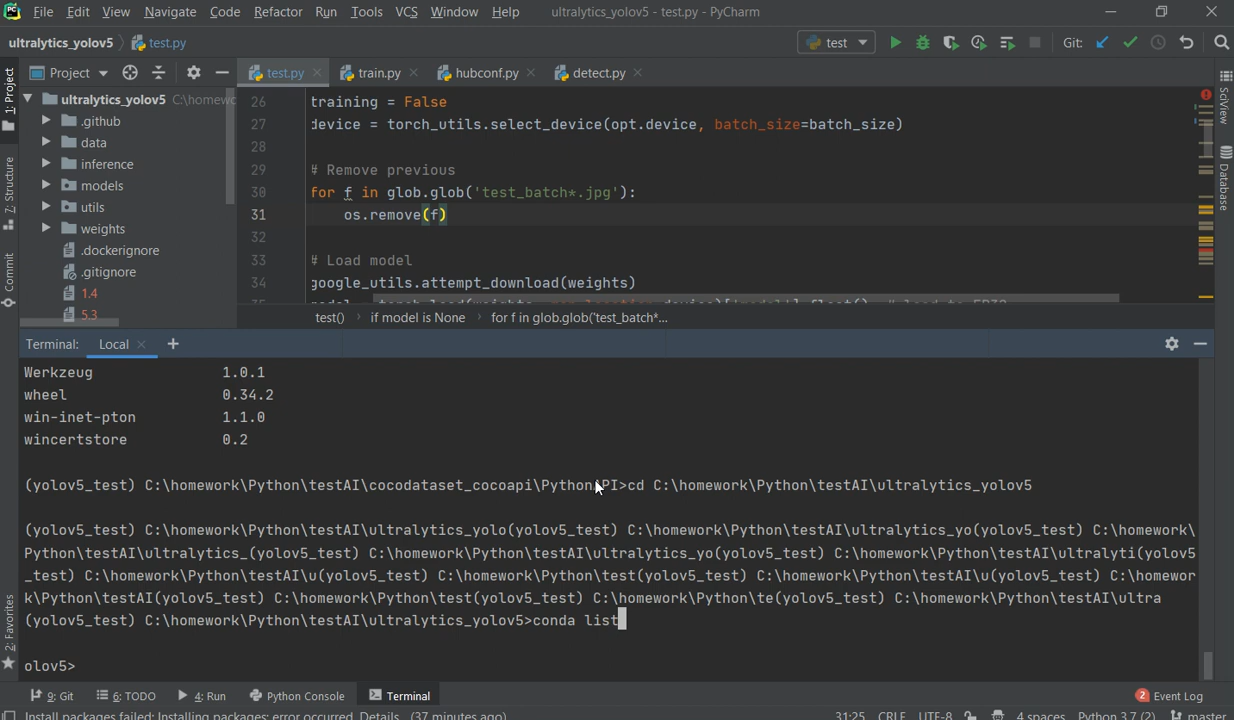 File Edit View Navigate Code Refactor Run Tools VCS Window Help ultralytics_yolov5 - test.py - PyCharm
ultralytics_yolov5 test.py test Git:
Project test.py train.py hubconf.py detect.py
1: Project
7: Structure
Commit
2: Favorites
SciView
Database
ultralytics_yolov5 C:\homewo
.github
data
inference
models
utils
weights
.dockerignore
.gitignore
1.4
5.3
26 training = False
27 device = torch_utils.select_device(opt.device, batch_size=batch_size)
28
29 # Remove previous
30 for f in glob.glob('test_batch*.jpg'):
31 os.remove(f)
32
33 # Load model
34 google_utils.attempt_download(weights)
test() if model is None for f in glob.glob('test_batch*...
Terminal: Local +
Werkzeug 1.0.1
wheel 0.34.2
win-inet-pton 1.1.0
wincertstore 0.2
(yolov5_test) C:\homework\Python\testAI\cocodataset_cocoapi\PythonAPI>cd C:\homework\Python\testAI\ultralytics_yolov5
(yolov5_test) C:\homework\Python\testAI\ultralytics_yolo(yolov5_test) C:\homework\Python\testAI\ultralytics_yo(yolov5_test) C:\homework\
Python\testAI\ultralytics_(yolov5_test) C:\homework\Python\testAI\ultralytics_yo(yolov5_test) C:\homework\Python\testAI\ultralyti(yolov5
_test) C:\homework\Python\testAI\u(yolov5_test) C:\homework\Python\test(yolov5_test) C:\homework\Python\testAI\u(yolov5_test) C:\homewor
k\Python\testAI(yolov5_test) C:\homework\Python\test(yolov5_test) C:\homework\Python\te(yolov5_test) C:\homework\Python\testAI\ultra
(yolov5_test) C:\homework\Python\testAI\ultralytics_yolov5>conda list
olov5>
9: Git 6: TODO 4: Run Python Console Terminal 2 Event Log
Install packages failed: Installing packages: error occurred. Details... (37 minutes ago) 31:25 CRLF UTF-8 4 spaces Python 3.7 (2) master